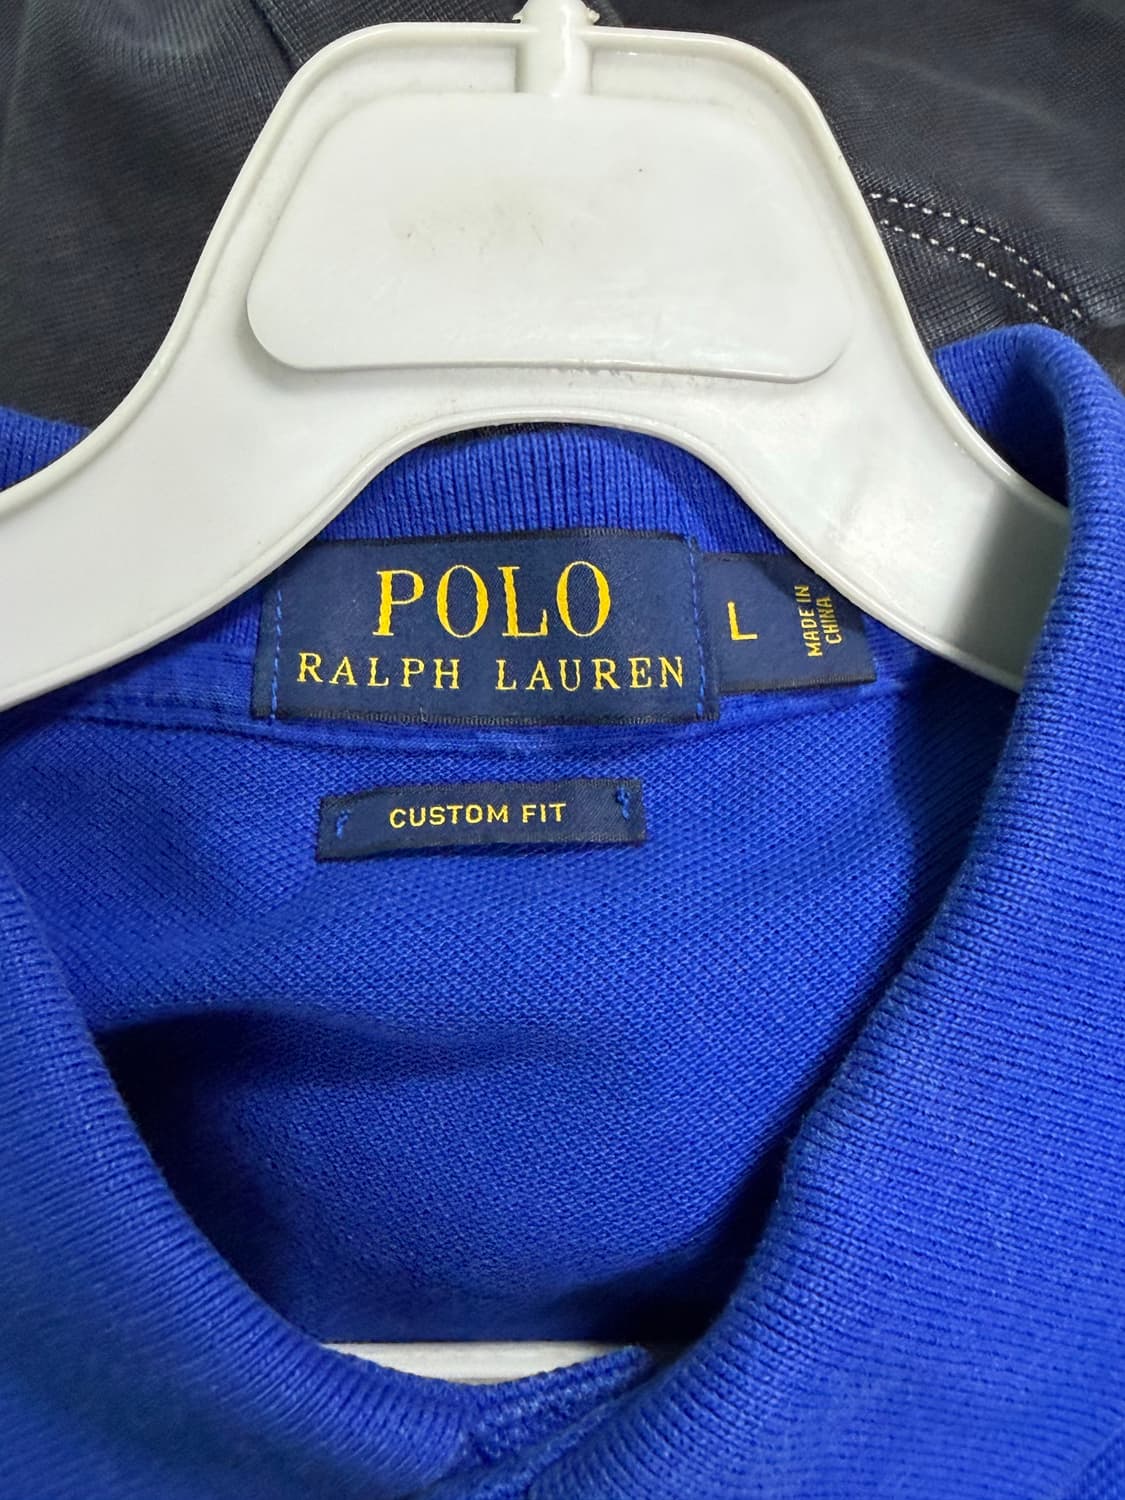 POLO
RALPH LAUREN
L
MADE IN
CHINA
CUSTOM FIT